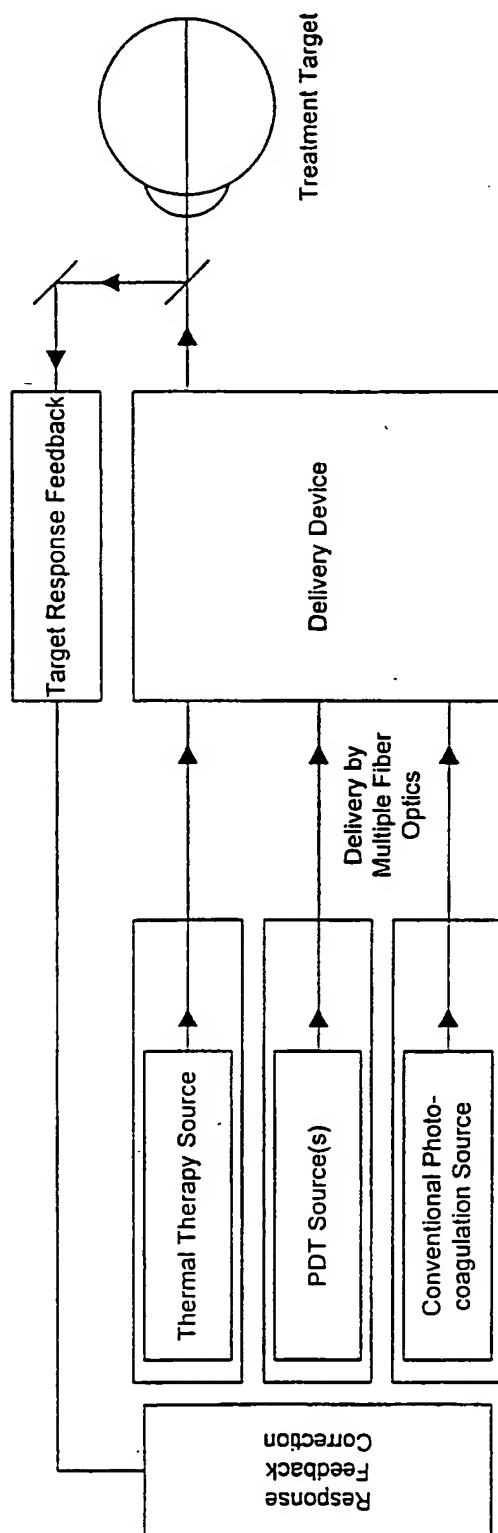 Response
Feedback
Correction
Thermal Therapy Source
PDT Source(s)
Conventional Photo-
coagulation Source
Delivery by
Multiple Fiber
Optics
Target Response Feedback
Delivery Device
Treatment Target